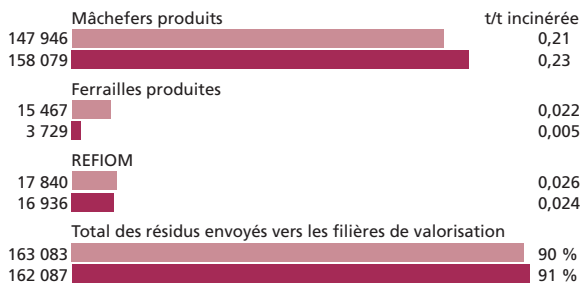 Mâchefers produits t/t incinérée
147 946 0,21
158 079 0,23
Ferrailles produites
15 467 0,022
3 729 0,005
REFIOM
17 840 0,026
16 936 0,024
Total des résidus envoyés vers les filières de valorisation
163 083 90 %
162 087 91 %